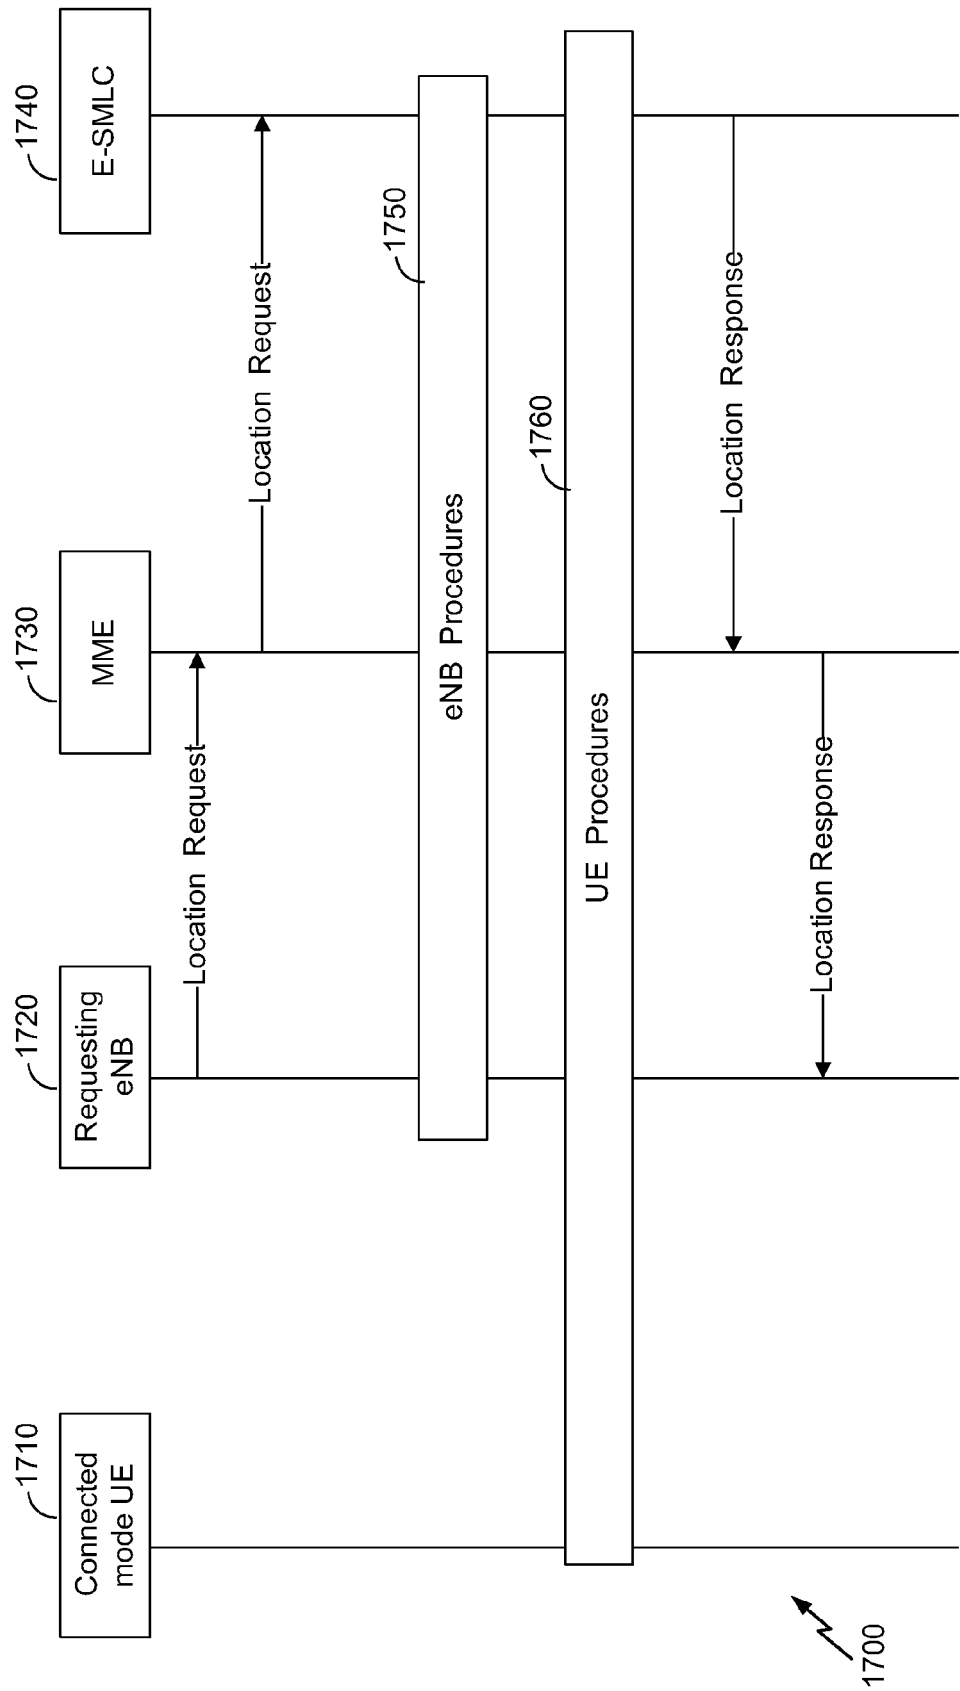 1710
1720
1730
1740
Connected
mode UE
Requesting
eNB
MME
E-SMLC
Location Request
Location Request
1750
eNB Procedures
1760
UE Procedures
Location Response
Location Response
1700